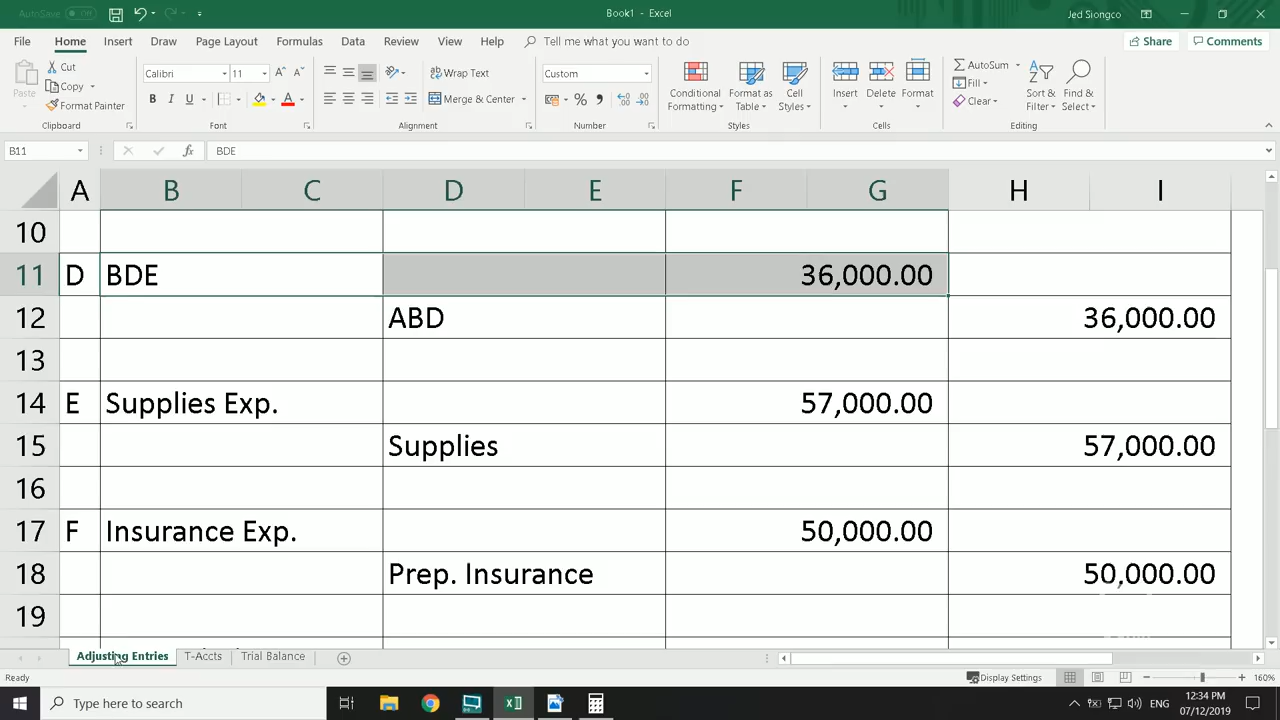 AutoSave Off Book1 - Excel Jed Siongco
File Home Insert Draw Page Layout Formulas Data Review View Help Tell me what you want to do Share Comments
Paste Cut Copy Format Painter Clipboard
Calibri 11 B I U A Font
Wrap Text Merge & Center Alignment
Custom % Number
Conditional Formatting Format as Table Cell Styles Styles
Insert Delete Format Cells
AutoSum Fill Clear Sort & Filter Find & Select Editing
B11 fx BDE
A B C D E F G H I
10
11 D BDE 36,000.00
12 ABD 36,000.00
13
14 E Supplies Exp. 57,000.00
15 Supplies 57,000.00
16
17 F Insurance Exp. 50,000.00
18 Prep. Insurance 50,000.00
19
Adjusting Entries T-Accts Trial Balance
Ready Display Settings 160%
Type here to search ENG 12:34 PM
07/12/2019